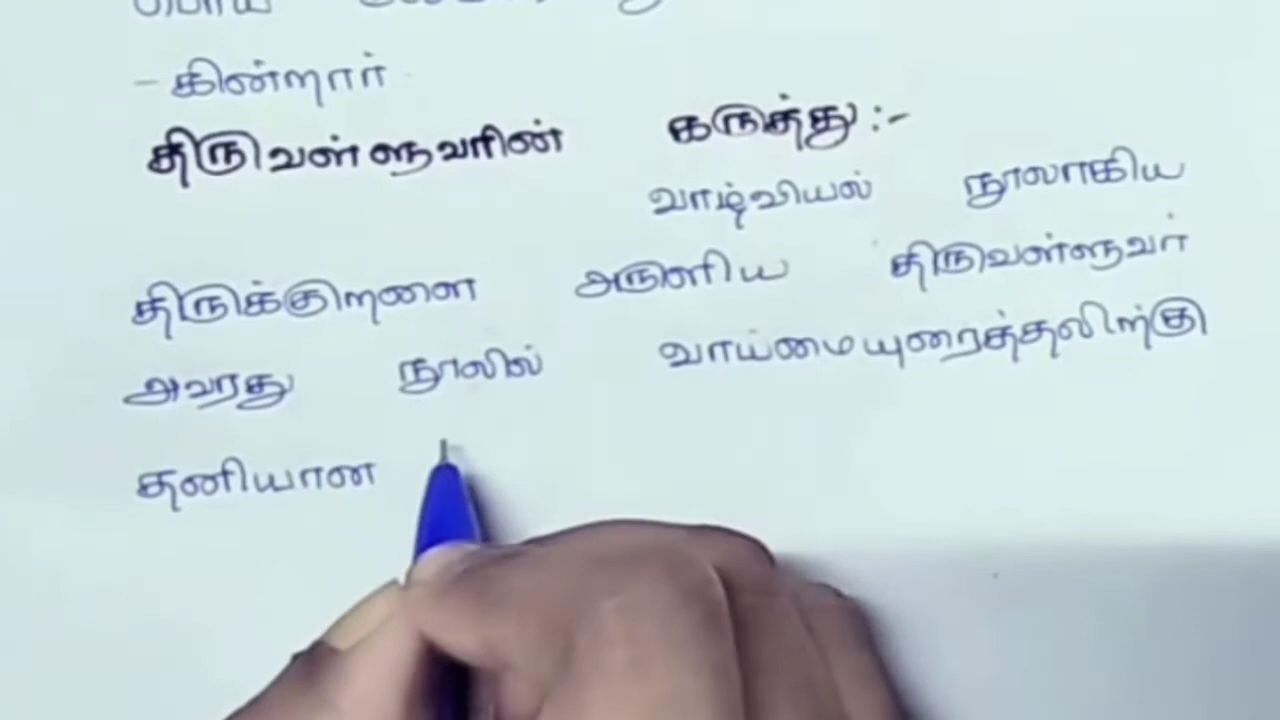 -கின்றார்
திருவள்ளுவரின் கருத்து:-
வாழ்வியல் நூலாகிய
திருக்குறளை அருளிய திருவள்ளுவர்
அவரது நூலில் வாய்மையுரைத்தலிற்கு
தனியான